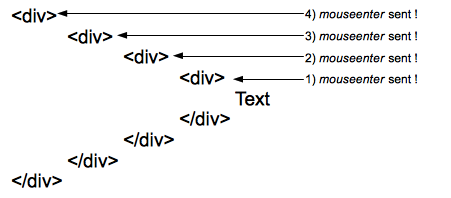 <div> 4) mouseenter sent !
<div> 3) mouseenter sent !
<div> 2) mouseenter sent !
<div> 1) mouseenter sent !
Text
</div>
</div>
</div>
</div>